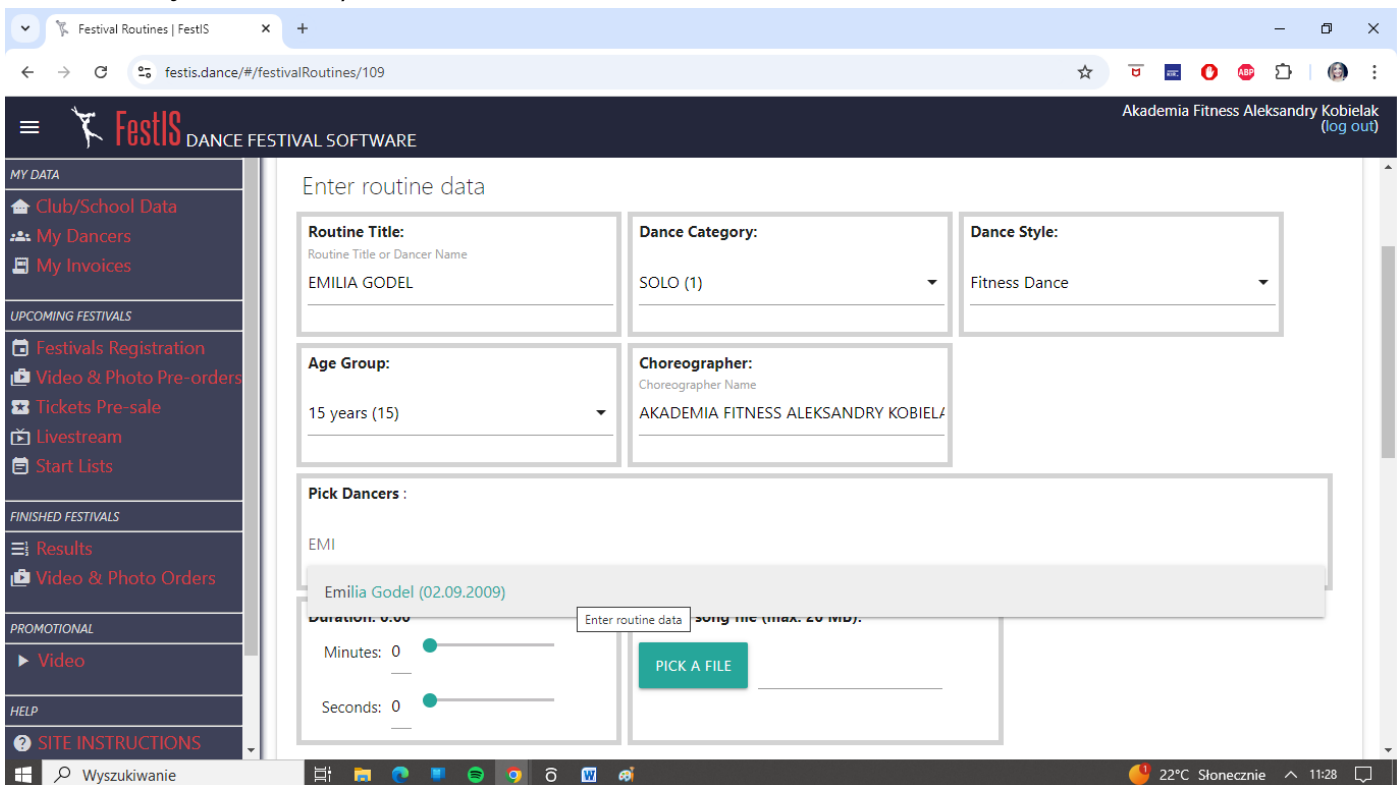 Festival Routines | FestIS
festis.dance/#/festivalRoutines/109
ABP
FestIS DANCE FESTIVAL SOFTWARE
Akademia Fitness Aleksandry Kobielak
(log out)
MY DATA
Club/School Data
My Dancers
My Invoices
UPCOMING FESTIVALS
Festivals Registration
Video & Photo Pre-orders
Tickets Pre-sale
Livestream
Start Lists
FINISHED FESTIVALS
Results
Video & Photo Orders
PROMOTIONAL
Video
HELP
SITE INSTRUCTIONS
Enter routine data
Routine Title:
Routine Title or Dancer Name
EMILIA GODEL
Dance Category:
SOLO (1)
Dance Style:
Fitness Dance
Age Group:
15 years (15)
Choreographer:
Choreographer Name
AKADEMIA FITNESS ALEKSANDRY KOBIELA
Pick Dancers :
EMI
Emilia Godel (02.09.2009)
Enter routine data
Duration: 0:00
song file (max. 20 MB):
Minutes: 0
Seconds: 0
PICK A FILE
Wyszukiwanie
22°C Słonecznie
11:28